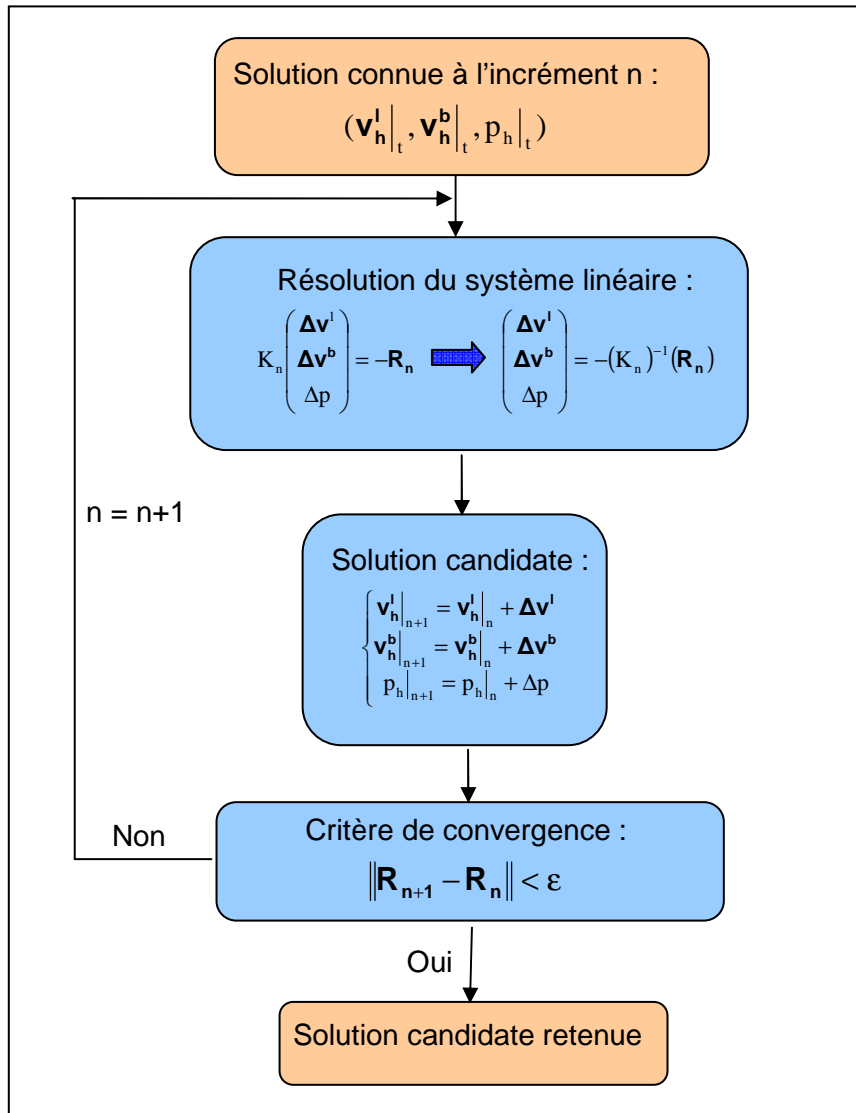 Solution connue à l'incrément n :
(v_h^l|_t , v_h^b|_t , p_h|_t)
Résolution du système linéaire :
K_n (Δv^l Δv^b Δp) = −R_n ⇒ (Δv^l Δv^b Δp) = −(K_n)^{−1}(R_n)
n = n+1
Solution candidate :
v_h^l|_{n+1} = v_h^l|_n + Δv^l
v_h^b|_{n+1} = v_h^b|_n + Δv^b
p_h|_{n+1} = p_h|_n + Δp
Non
Critère de convergence :
‖R_{n+1} − R_n‖ < ε
Oui
Solution candidate retenue